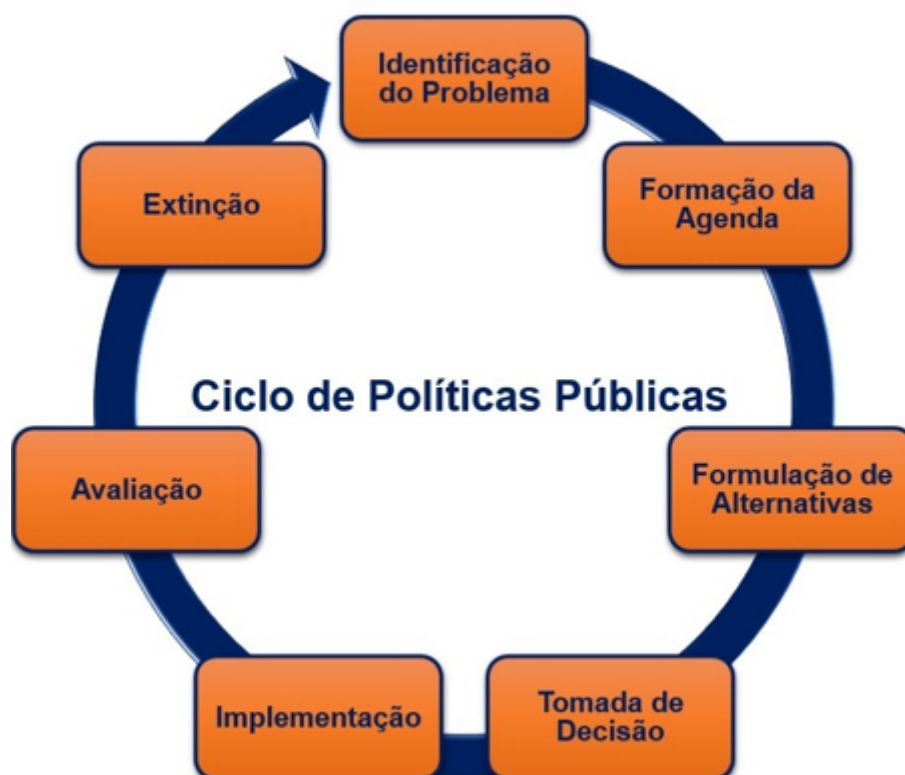 Identificação
do Problema
Formação da
Agenda
Formulação de
Alternativas
Tomada de
Decisão
Implementação
Avaliação
Extinção
Ciclo de Políticas Públicas